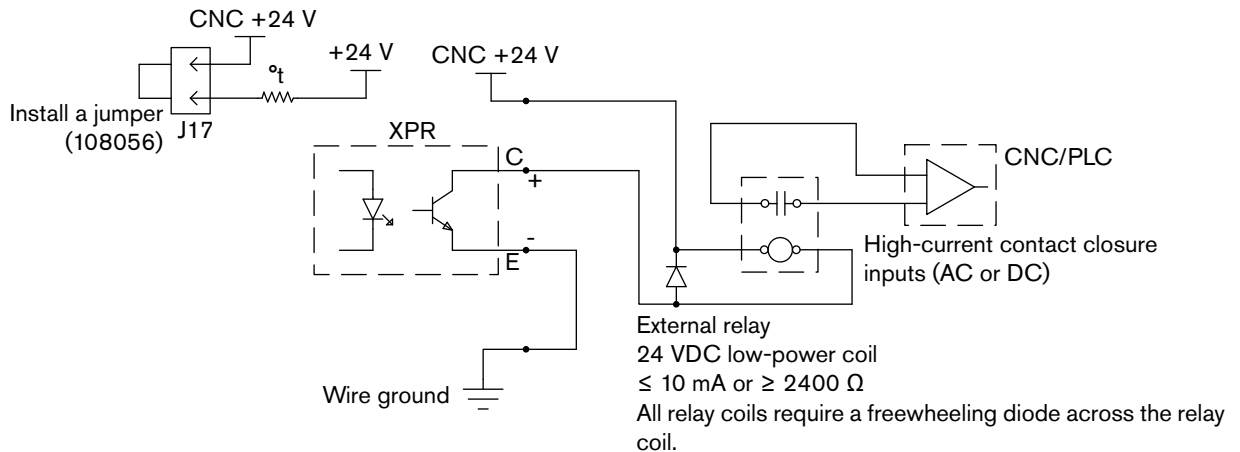 CNC +24 V
°t
+24 V
CNC +24 V
Install a jumper
(108056)
J17
XPR
C
+
-
E
CNC/PLC
High-current contact closure
inputs (AC or DC)
Wire ground
External relay
24 VDC low-power coil
≤ 10 mA or ≥ 2400 Ω
All relay coils require a freewheeling diode across the relay
coil.